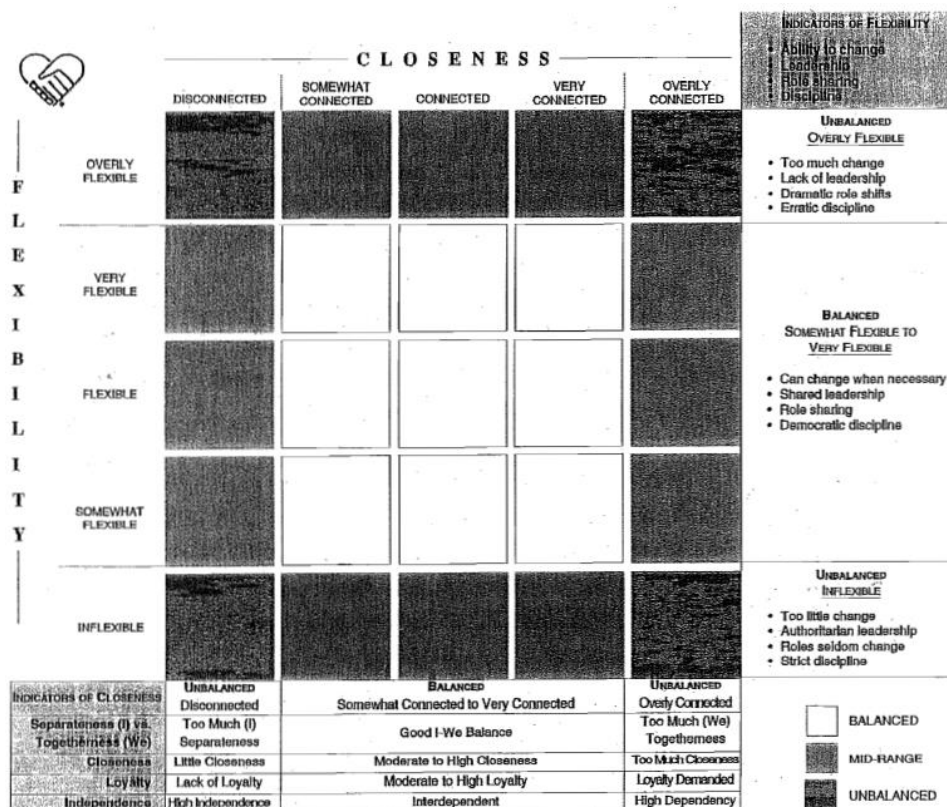 INDICATORS OF FLEXIBILITY
• Ability to change
• Leadership
• Role sharing
• Discipline
CLOSENESS
DISCONNECTED
SOMEWHAT
CONNECTED
CONNECTED
VERY
CONNECTED
OVERLY
CONNECTED
FLEXIBILITY
OVERLY
FLEXIBLE
UNBALANCED
OVERLY FLEXIBLE
• Too much change
• Lack of leadership
• Dramatic role shifts
• Erratic discipline
VERY
FLEXIBLE
FLEXIBLE
SOMEWHAT
FLEXIBLE
BALANCED
SOMEWHAT FLEXIBLE TO
VERY FLEXIBLE
• Can change when necessary
• Shared leadership
• Role sharing
• Democratic discipline
INFLEXIBLE
UNBALANCED
INFLEXIBLE
• Too little change
• Authoritarian leadership
• Roles seldom change
• Strict discipline
INDICATORS OF CLOSENESS
UNBALANCED
Disconnected
BALANCED
Somewhat Connected to Very Connected
UNBALANCED
Overly Connected
Separateness (I) vs.
Togetherness (We)
Too Much (I)
Separateness
Good I-We Balance
Too Much (We)
Togetherness
Closeness
Little Closeness
Moderate to High Closeness
Too Much Closeness
Loyalty
Lack of Loyalty
Moderate to High Loyalty
Loyalty Demanded
Independence
High Independence
Interdependent
High Dependency
BALANCED
MID-RANGE
UNBALANCED